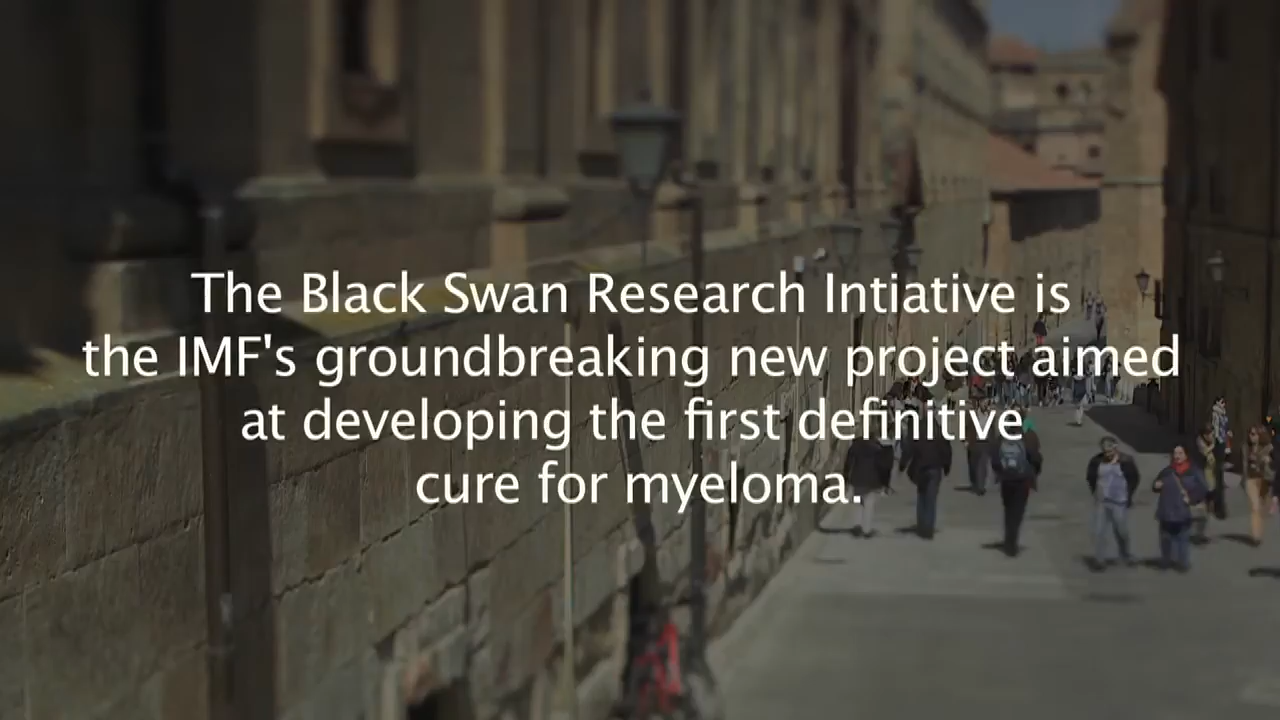 The Black Swan Research Intiative is
the IMF's groundbreaking new project aimed
at developing the first definitive
cure for myeloma.